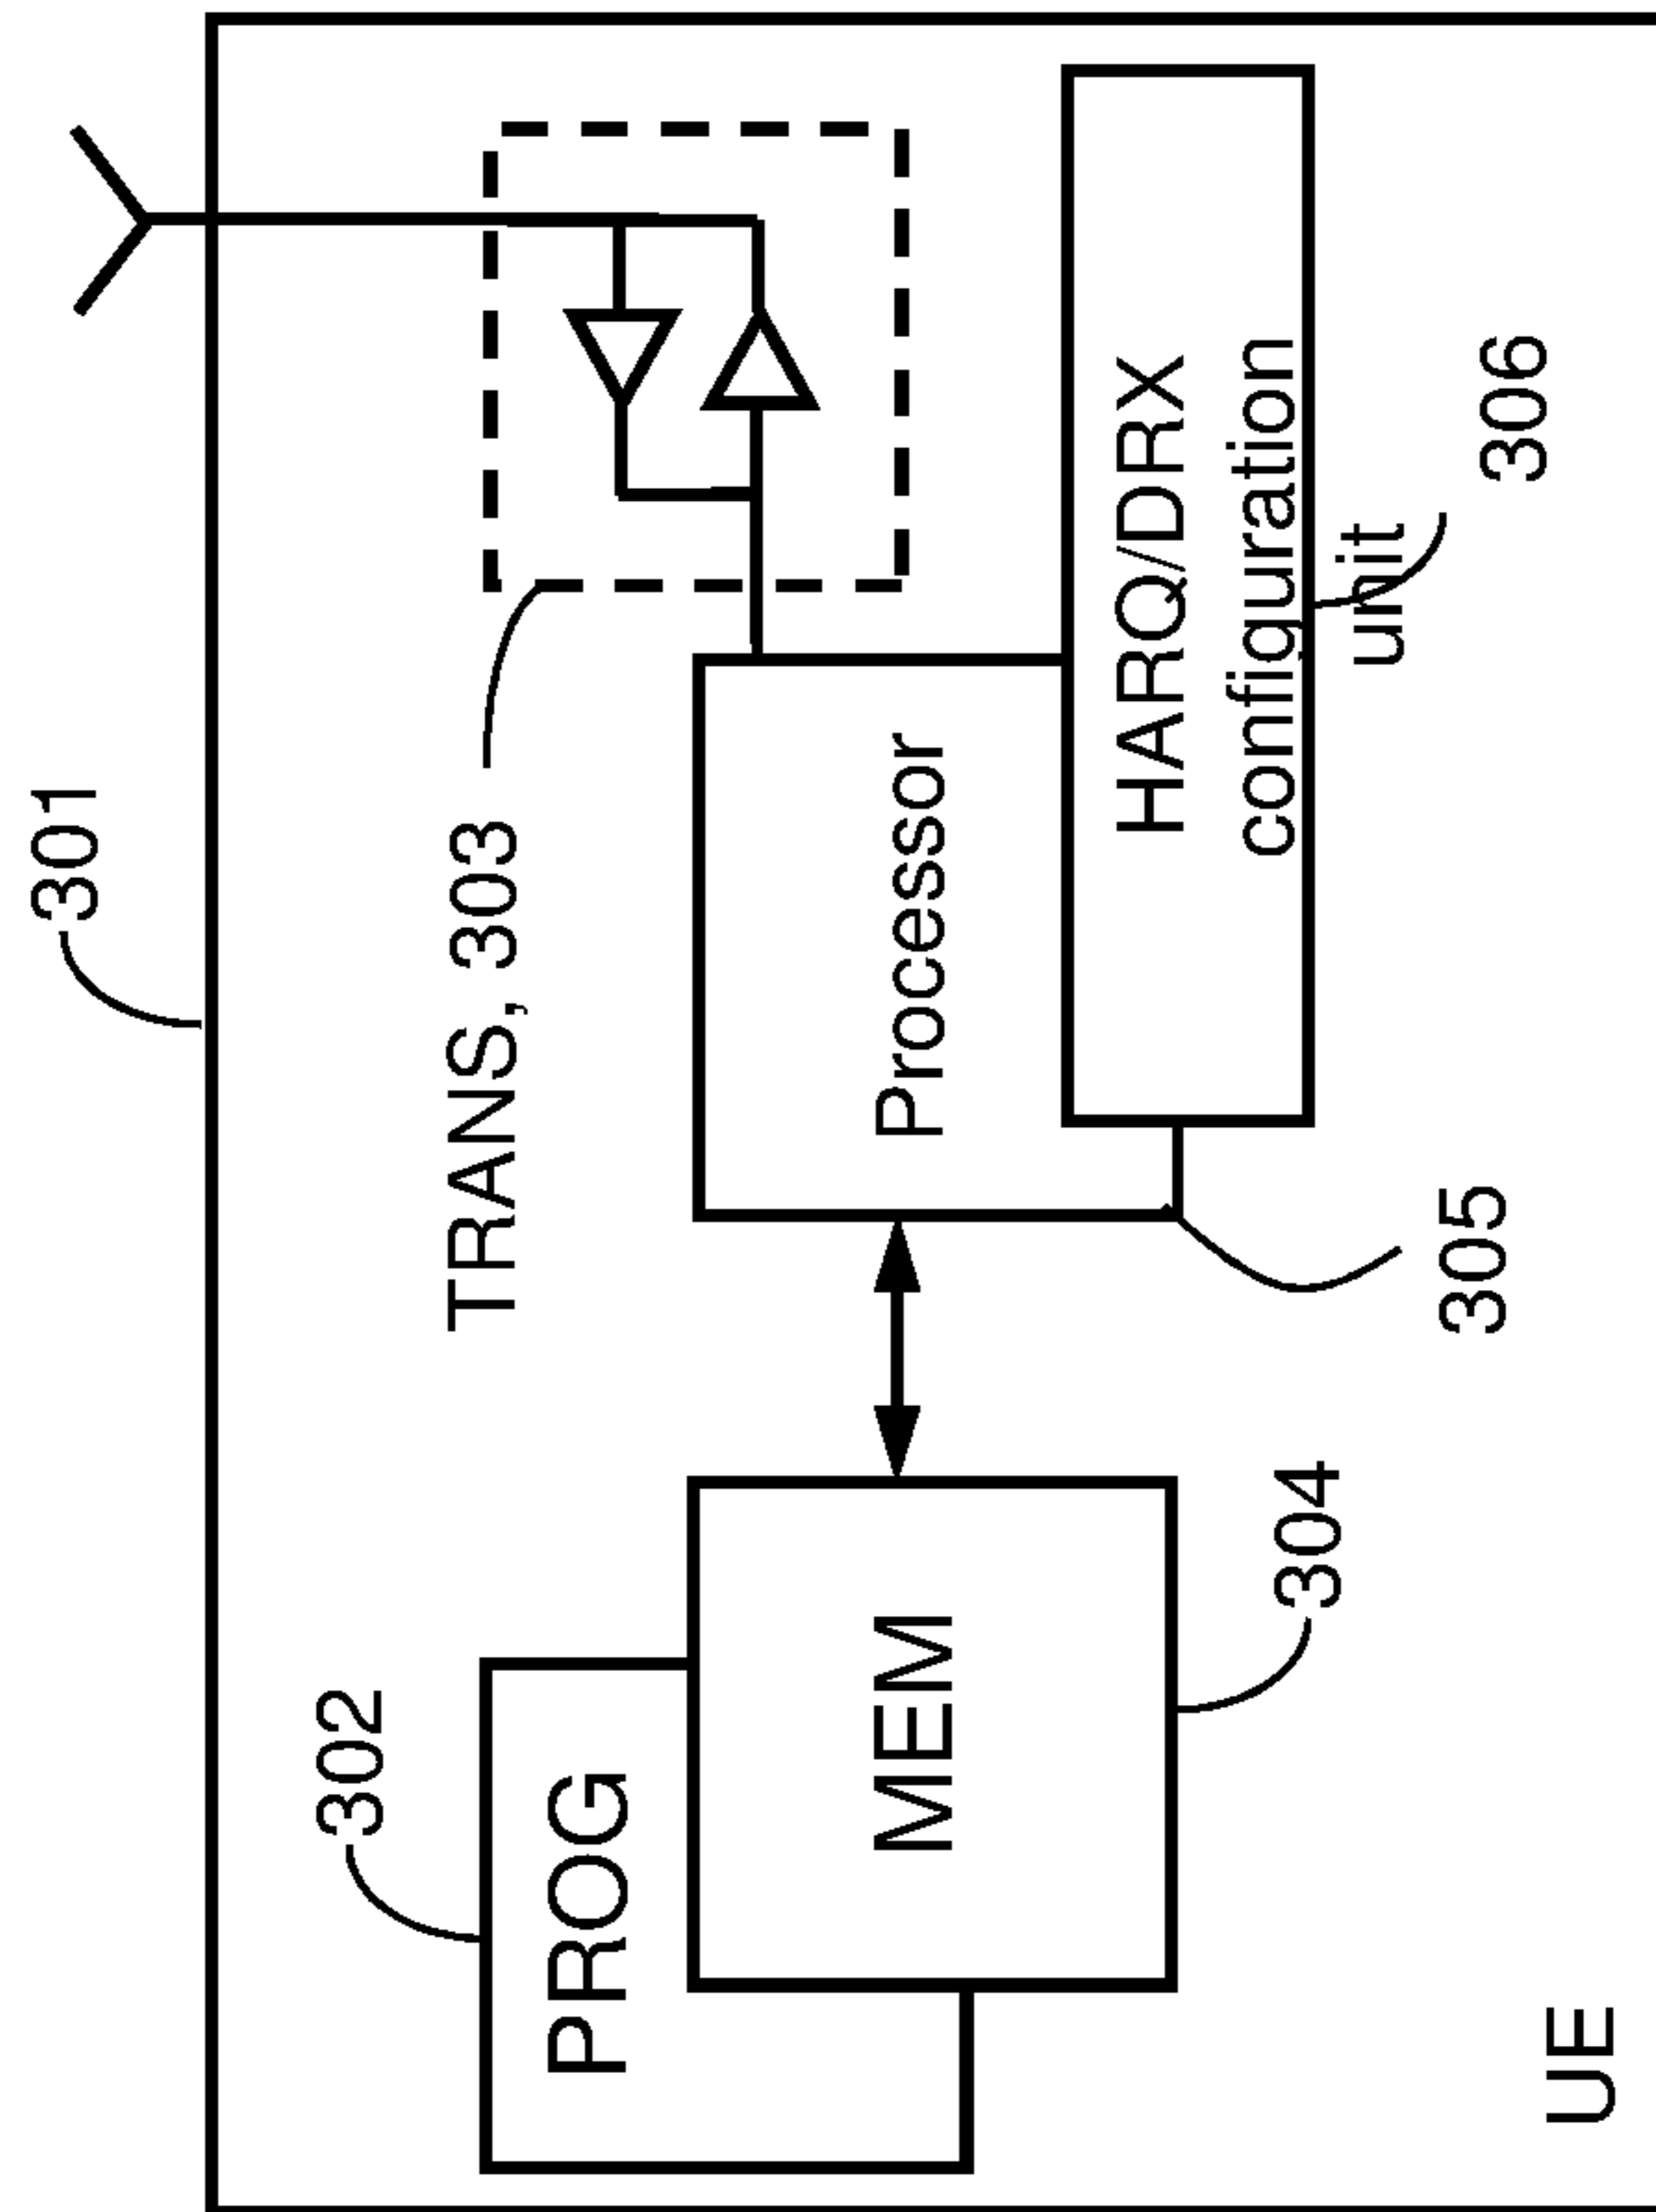 301
302
PROG
TRANS, 303
MEM
304
Processor
305
HARQ/DRX
configuration
unit
306
UE